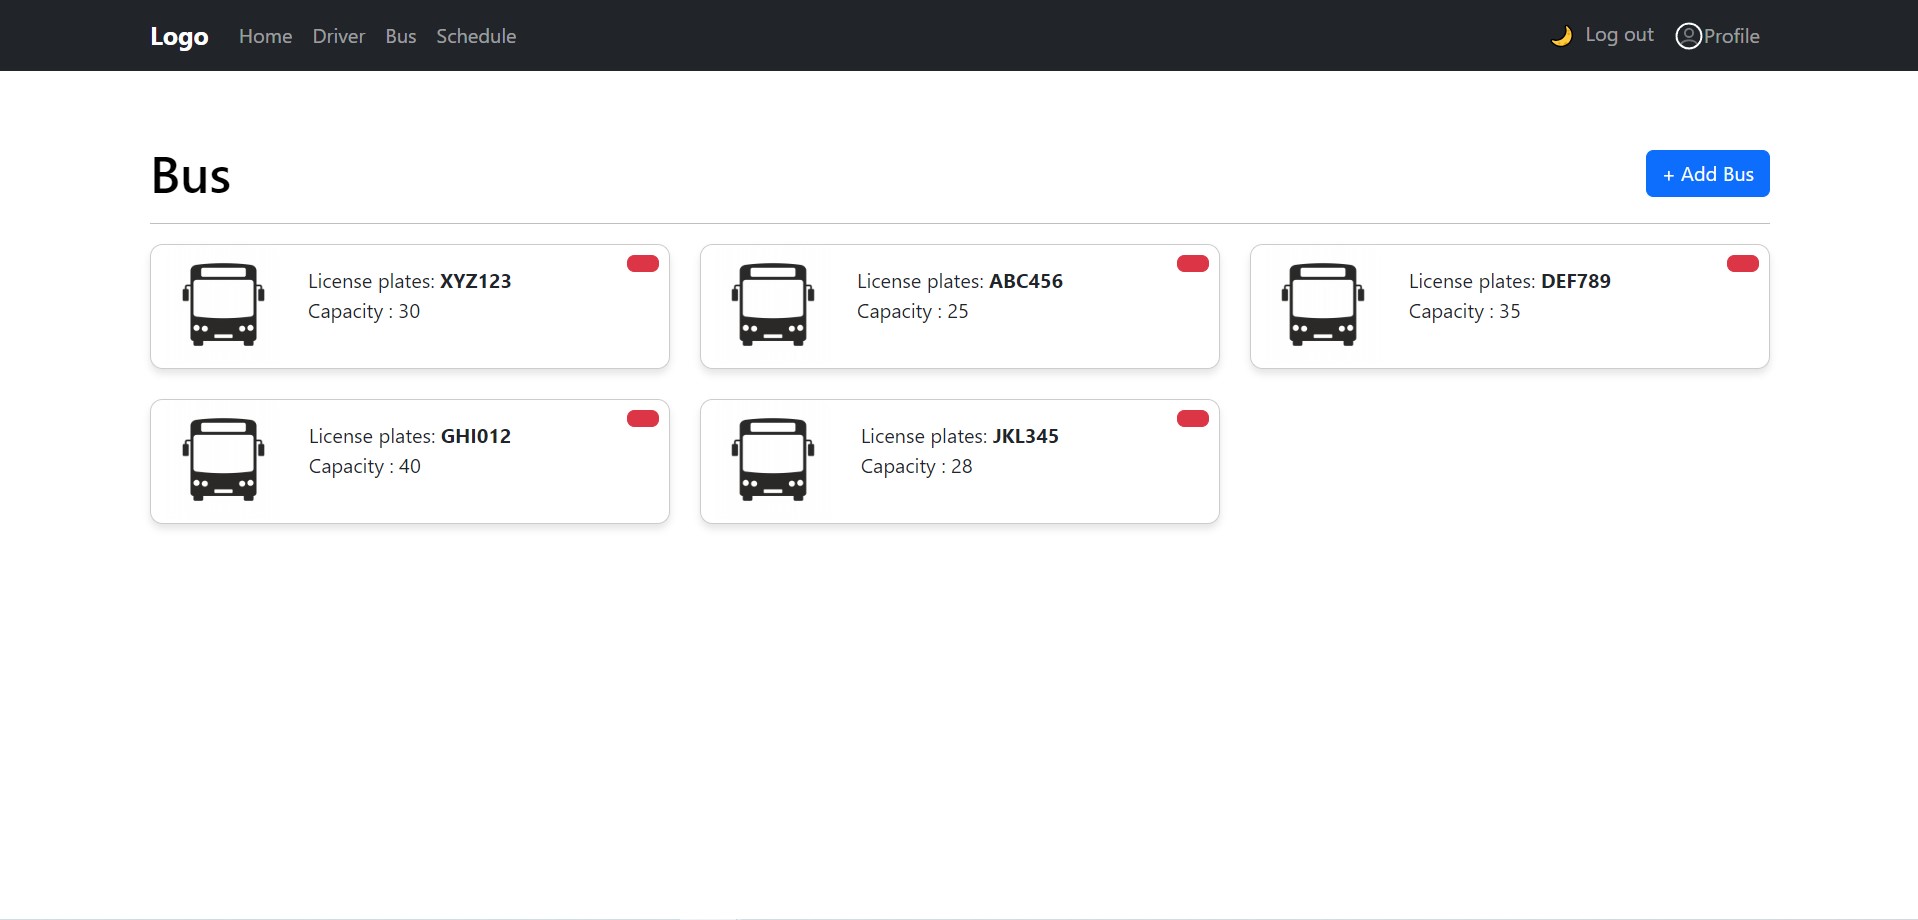 Logo Home Driver Bus Schedule Log out Profile
Bus
+ Add Bus
License plates: XYZ123
Capacity : 30
License plates: ABC456
Capacity : 25
License plates: DEF789
Capacity : 35
License plates: GHI012
Capacity : 40
License plates: JKL345
Capacity : 28